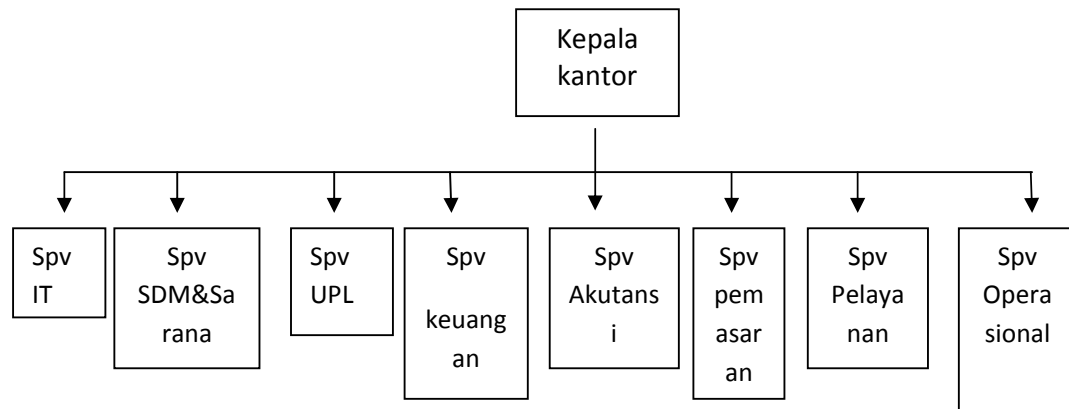 Kepala
kantor
Spv
IT
Spv
SDM&Sa
rana
Spv
UPL
Spv
keuang
an
Spv
Akutans
i
Spv
pem
asar
an
Spv
Pelaya
nan
Spv
Opera
sional